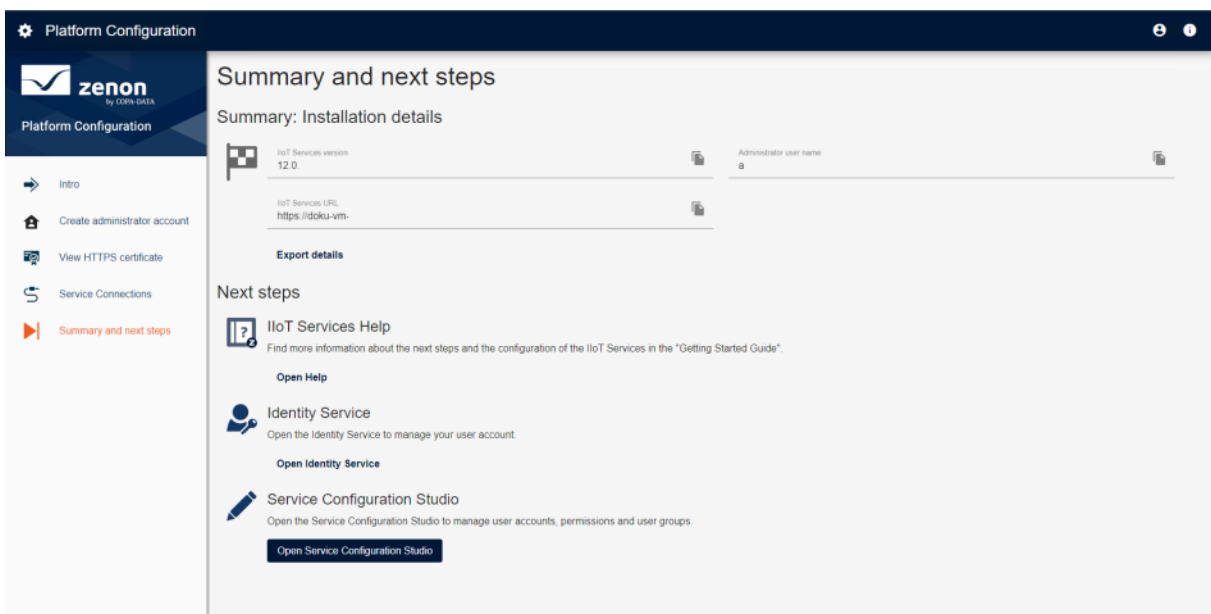 Platform Configuration
zenon
by COPA-DATA
Platform Configuration
Intro
Create administrator account
View HTTPS certificate
Service Connections
Summary and next steps
Summary and next steps
Summary: Installation details
IIoT Services version
12.0.
Administrator user name
a
IIoT Services URL
https://doku-vm-
Export details
Next steps
IIoT Services Help
Find more information about the next steps and the configuration of the IIoT Services in the "Getting Started Guide".
Open Help
Identity Service
Open the Identity Service to manage your user account.
Open Identity Service
Service Configuration Studio
Open the Service Configuration Studio to manage user accounts, permissions and user groups.
Open Service Configuration Studio